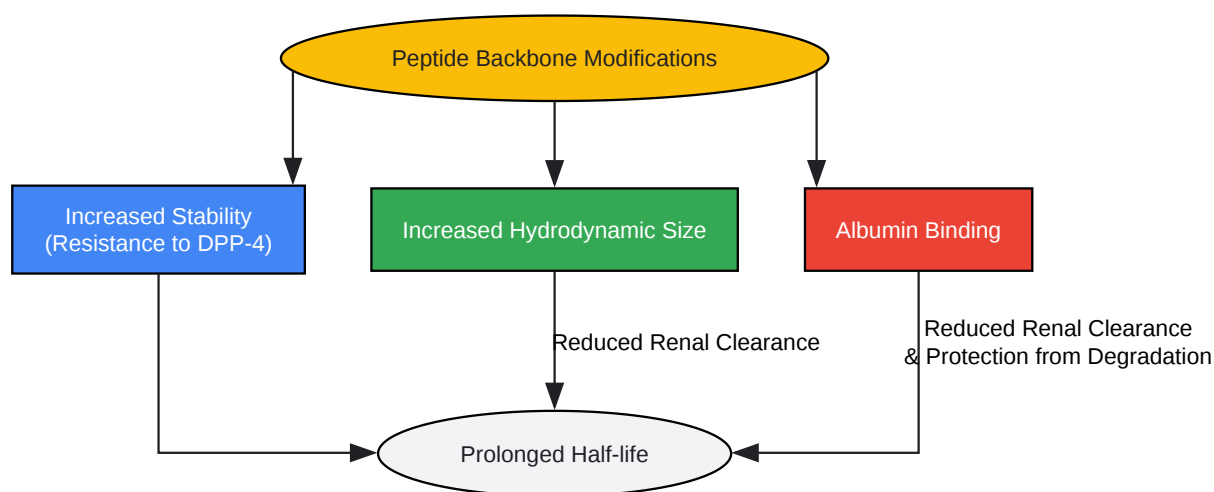 Peptide Backbone Modifications
Increased Stability
(Resistance to DPP-4)
Increased Hydrodynamic Size
Albumin Binding
Reduced Renal Clearance
Reduced Renal Clearance
& Protection from Degradation
Prolonged Half-life